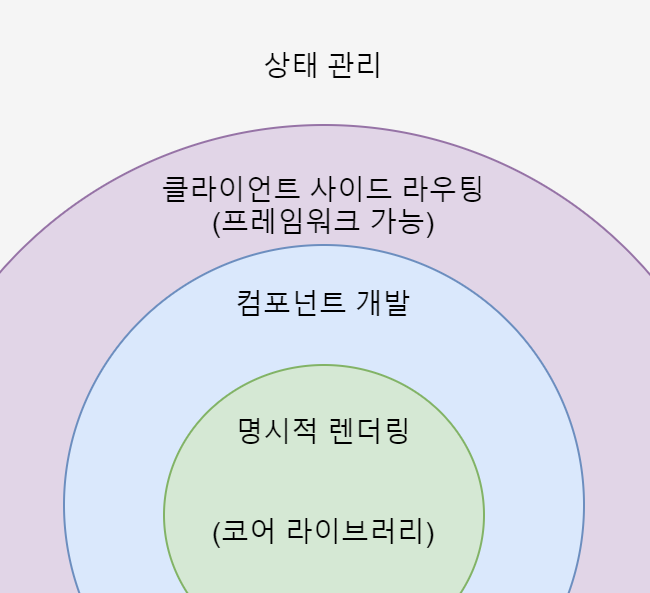 상태 관리
클라이언트 사이드 라우팅
(프레임워크 가능)
컴포넌트 개발
명시적 렌더링
(코어 라이브러리)